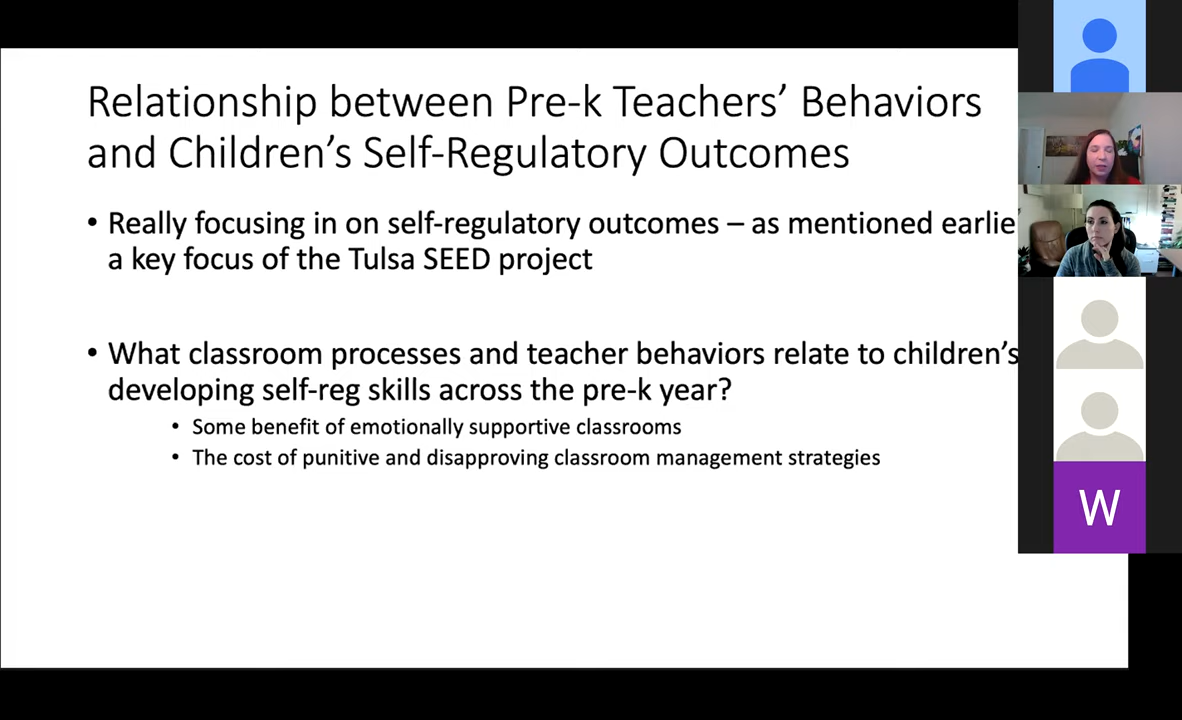 Relationship between Pre-k Teachers’ Behaviors
and Children’s Self-Regulatory Outcomes
• Really focusing in on self-regulatory outcomes – as mentioned earlie
a key focus of the Tulsa SEED project
• What classroom processes and teacher behaviors relate to children’s
developing self-reg skills across the pre-k year?
• Some benefit of emotionally supportive classrooms
• The cost of punitive and disapproving classroom management strategies
W